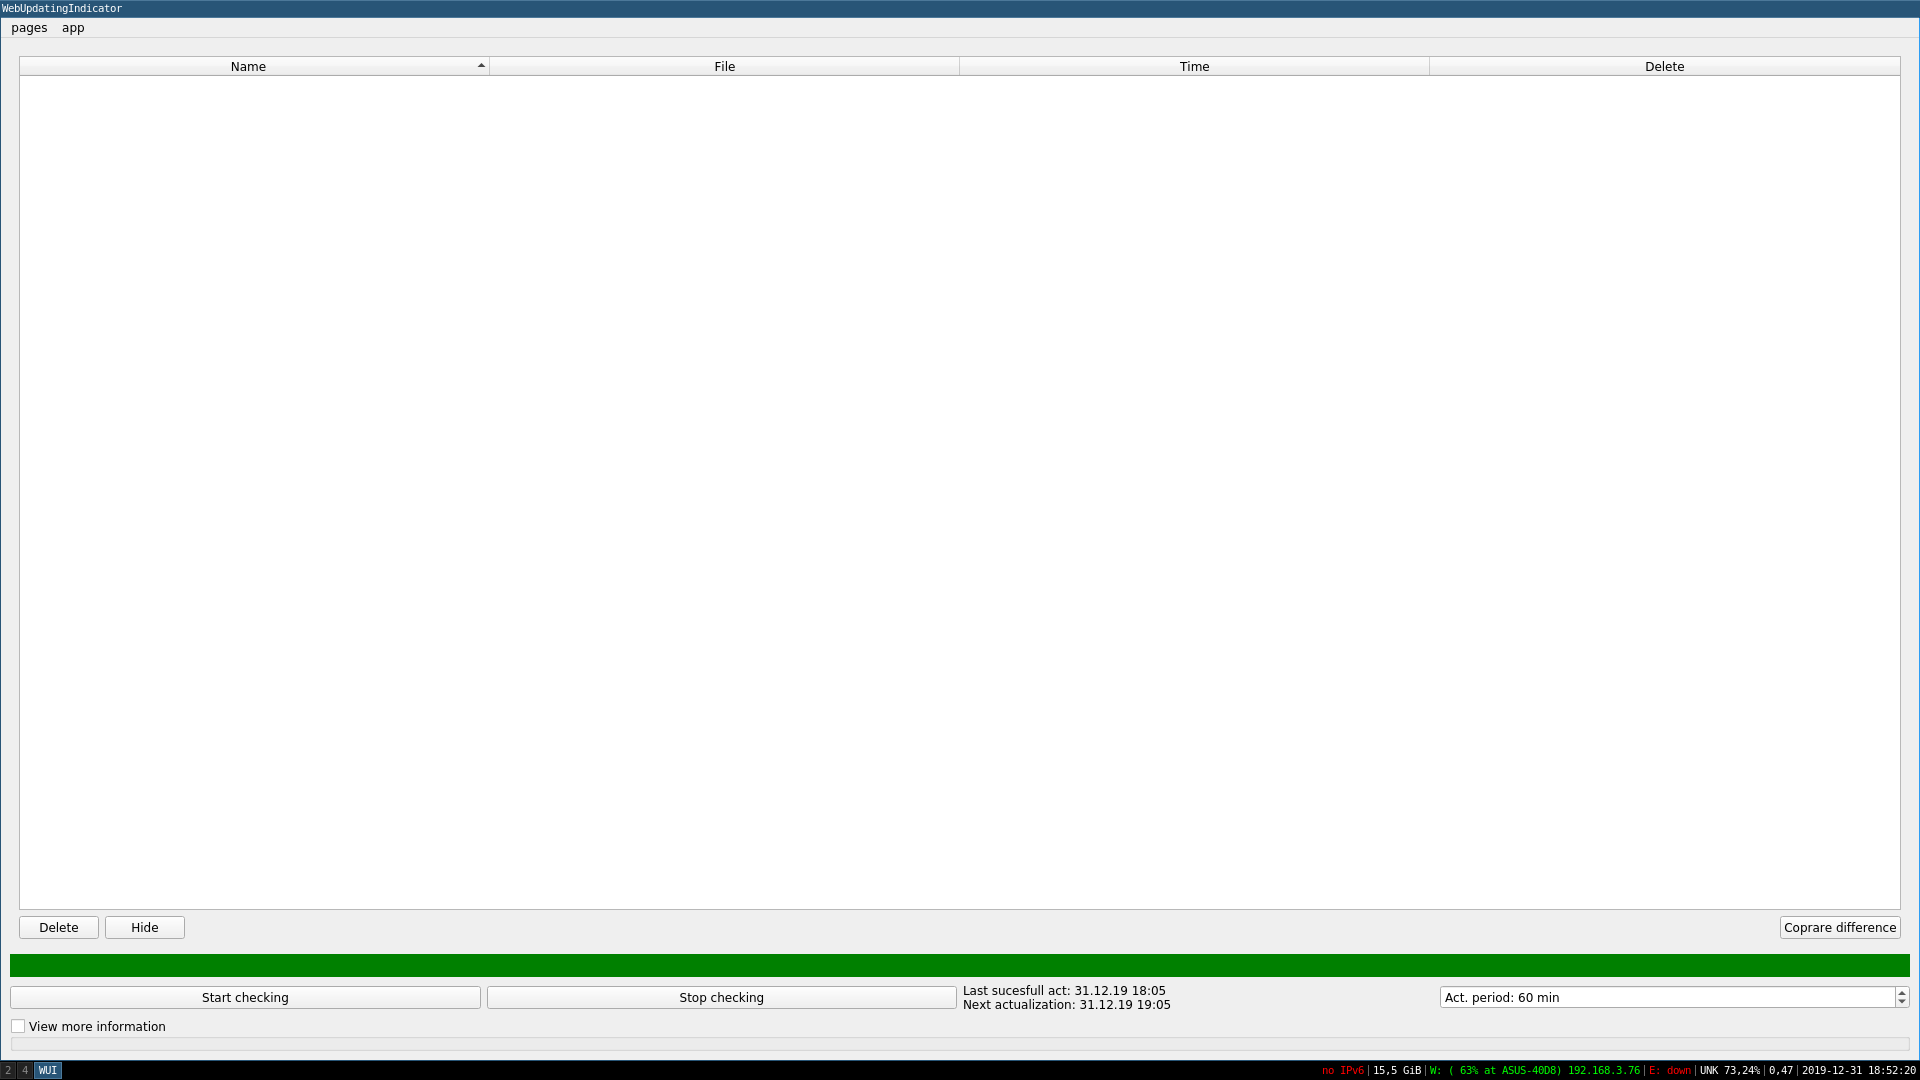 WebUpdatingIndicator
pages app
Name File Time Delete
Delete Hide Coprare difference
Start checking Stop checking Last sucesfull act: 31.12.19 18:05 Act. period: 60 min
Next actualization: 31.12.19 19:05
View more information
2 4 WUI no IPv6|15,5 GiB|W: ( 63% at ASUS-40D8) 192.168.3.76|E: down|UNK 73,24%|0,47|2019-12-31 18:52:20